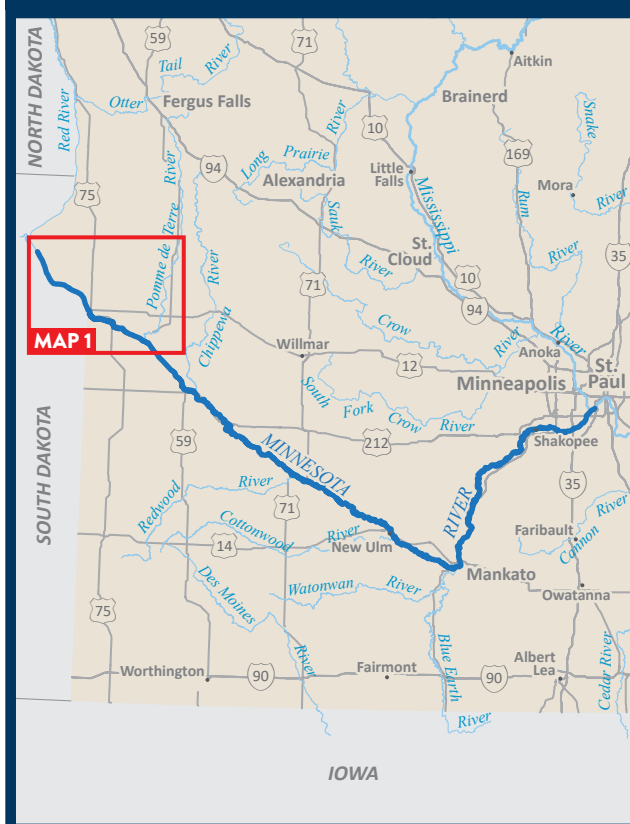 NORTH DAKOTA
Red River
59
71
Tail River
Otter
Fergus Falls
Aitkin
Brainerd
Snake River
10
169
Long Prairie River
94
Little Falls
Mora
75
Alexandria
Mississippi River
Rum River
Sauk River
St. Cloud
35
Pomme de Terre River
Chippewa River
71
10
94
Crow River
MAP 1
Willmar
12
Anoka
St. Paul
Minneapolis
South Fork Crow River
SOUTH DAKOTA
59
MINNESOTA RIVER
212
Shakopee
35
Redwood River
71
Cottonwood River
14
New Ulm
Faribault
Cannon River
Des Moines River
Watonwan River
Mankato
Owatanna
75
Blue Earth River
Worthington
90
Fairmont
90
Albert Lea
Cedar River
IOWA